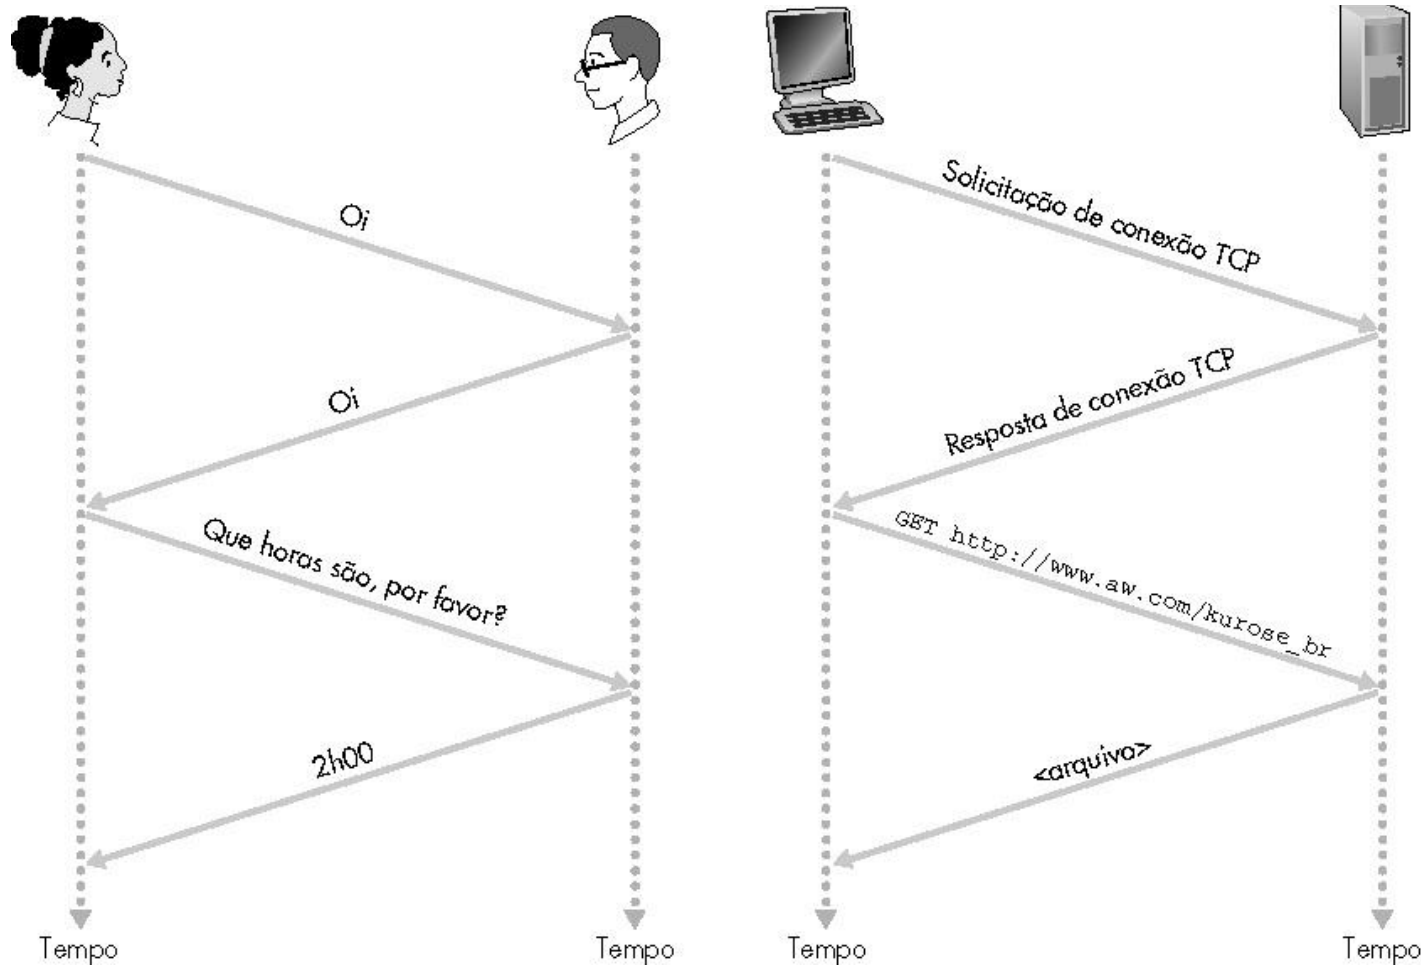 Oi
Oi
Que horas são, por favor?
2h00
Tempo
Tempo
Solicitação de conexão TCP
Resposta de conexão TCP
GET http://www.aw.com/kurose_br
<arquivo>
Tempo
Tempo